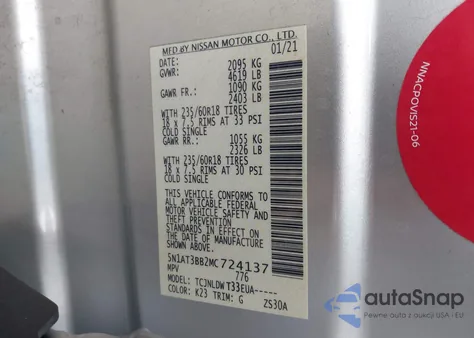 MFD BY NISSAN MOTOR CO., LTD.
DATE: 01/21
GVWR: 2095 KG
4619 LB
GAWR FR.: 1090 KG
2403 LB
WITH 235/60R18 TIRES
18 x 7.5 RIMS AT 33 PSI
COLD SINGLE
GAWR RR.: 1055 KG
2326 LB
WITH 235/60R18 TIRES
18 x 7.5 RIMS AT 30 PSI
COLD SINGLE
THIS VEHICLE CONFORMS TO
ALL APPLICABLE FEDERAL
MOTOR VEHICLE SAFETY AND
THEFT PREVENTION
STANDARDS IN EFFECT ON
THE DATE OF MANUFACTURE
SHOWN ABOVE.
5N1AT3BB2MC724137
MPV 776
MODEL: TCJNLDWT33EUA-----
COLOR: K23 TRIM: G ZS30A
NNACPOVIS21-06
autaSnap
Pewne auta z aukcji w USA i Kanadzie